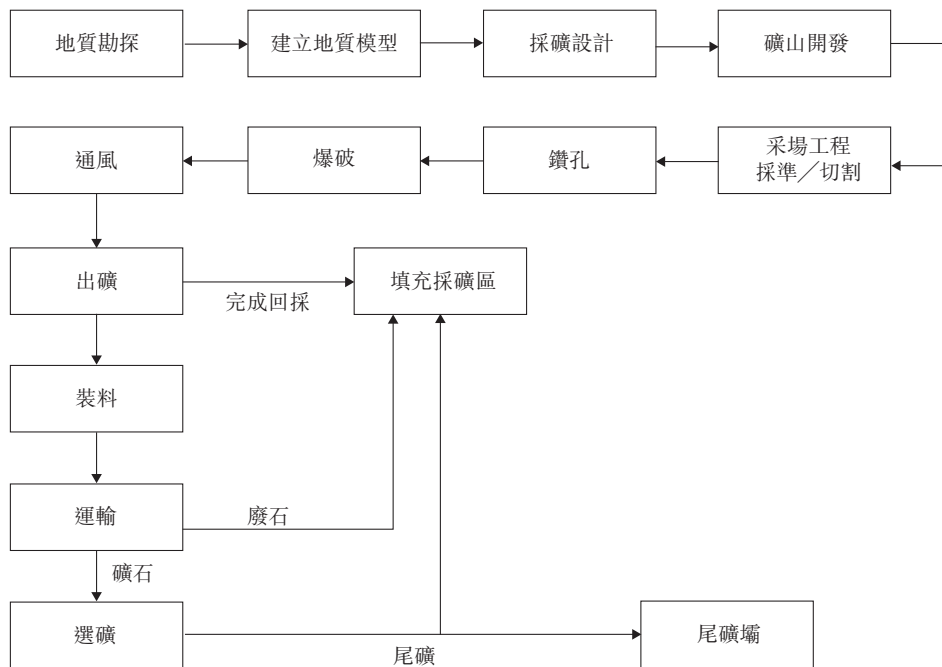 地質勘探
建立地質模型
採礦設計
礦山開發
通風
爆破
鑽孔
采場工程
採準／切割
出礦
完成回採
填充採礦區
裝料
運輸
廢石
礦石
選礦
尾礦
尾礦壩